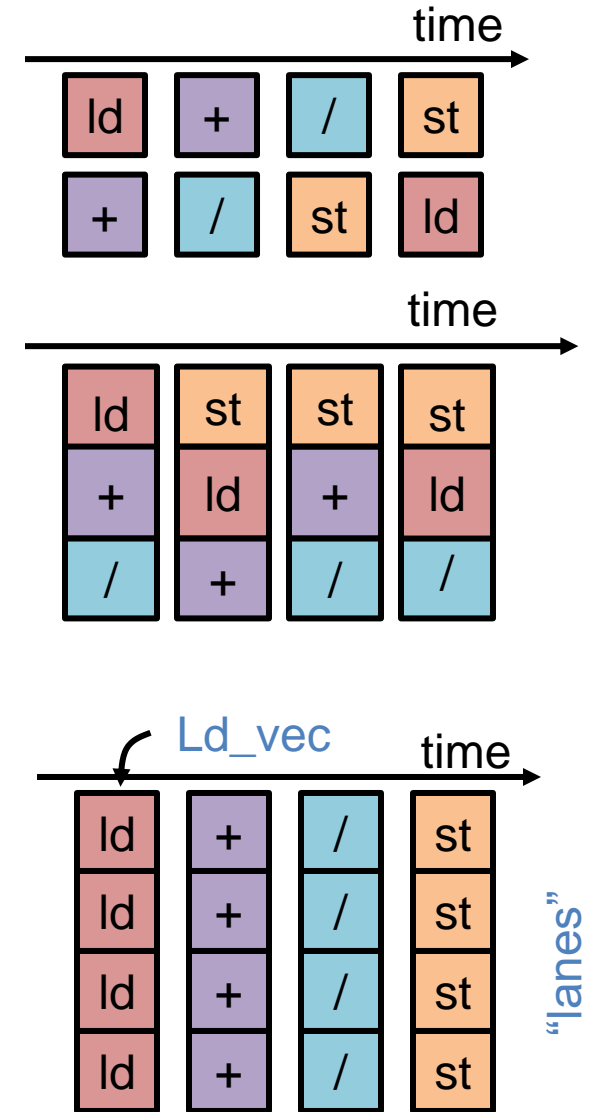 time
ld + / st
+ / st ld
time
ld st st st
+ ld + ld
/ + / /
Ld_vec
time
ld + / st
ld + / st
ld + / st
ld + / st
“lanes”